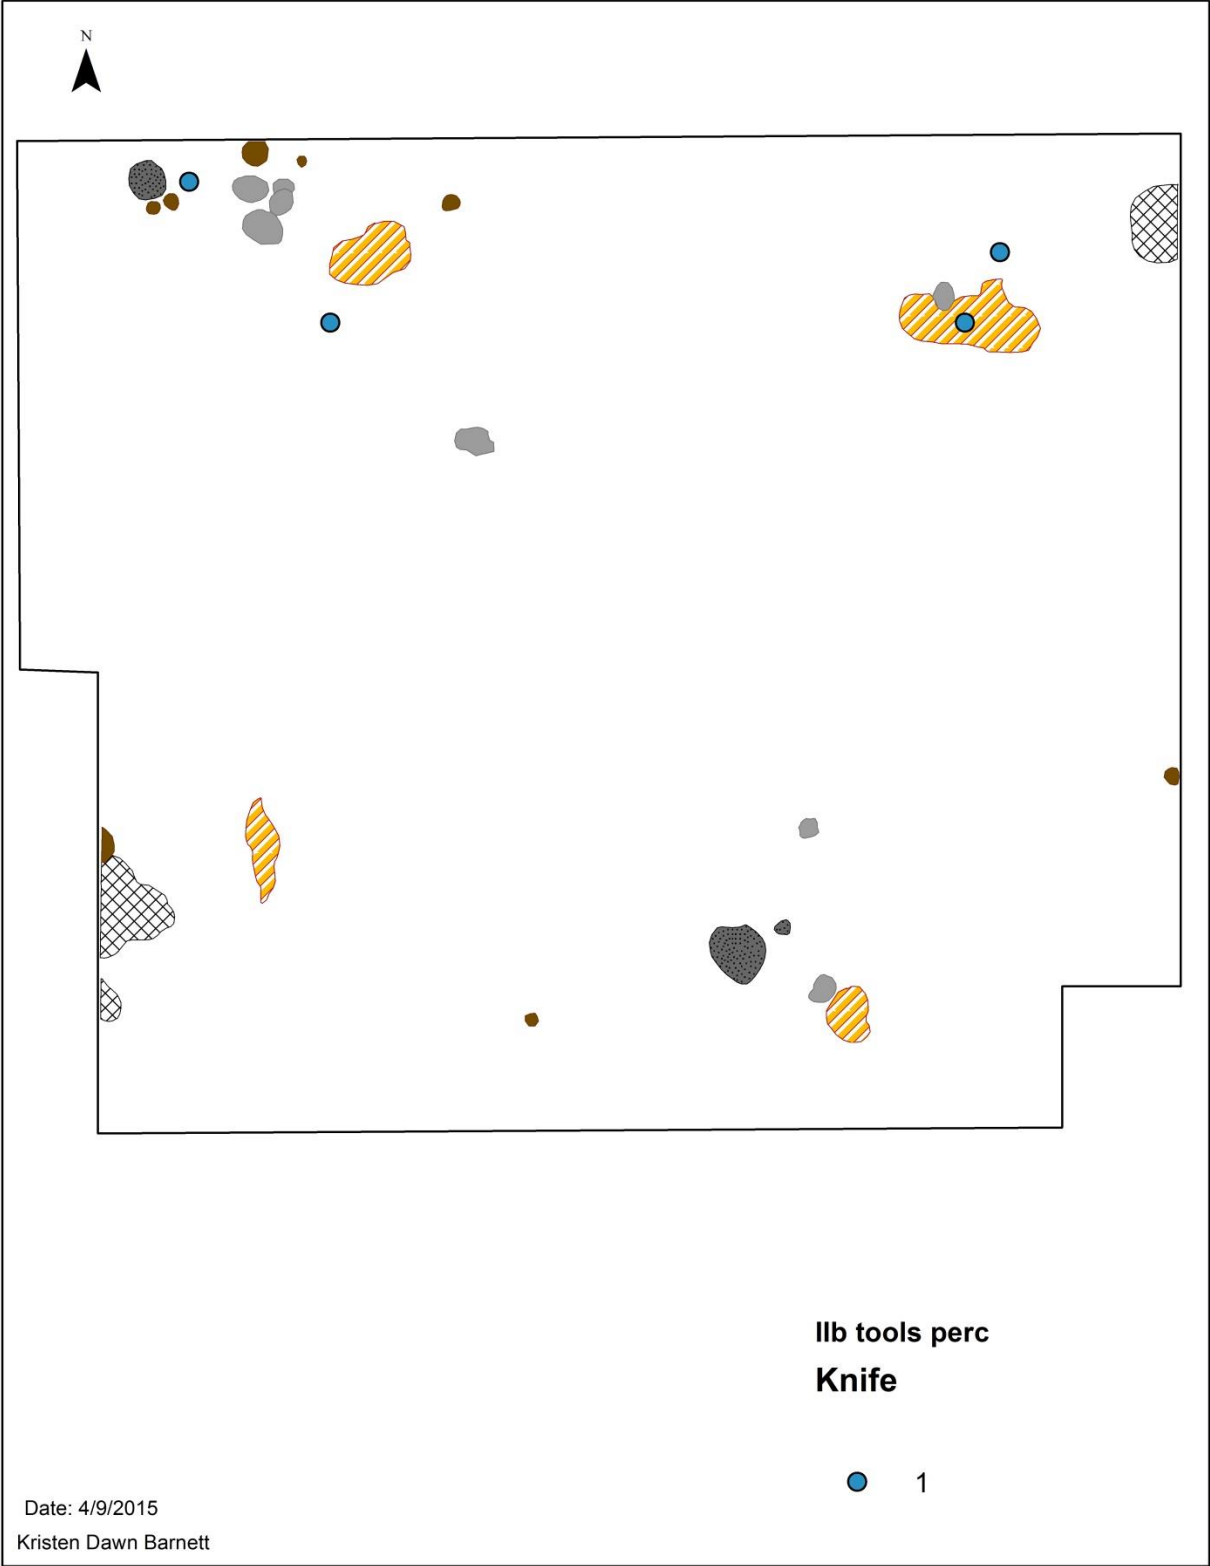 N
IIb tools perc
Knife
1
Date: 4/9/2015
Kristen Dawn Barnett